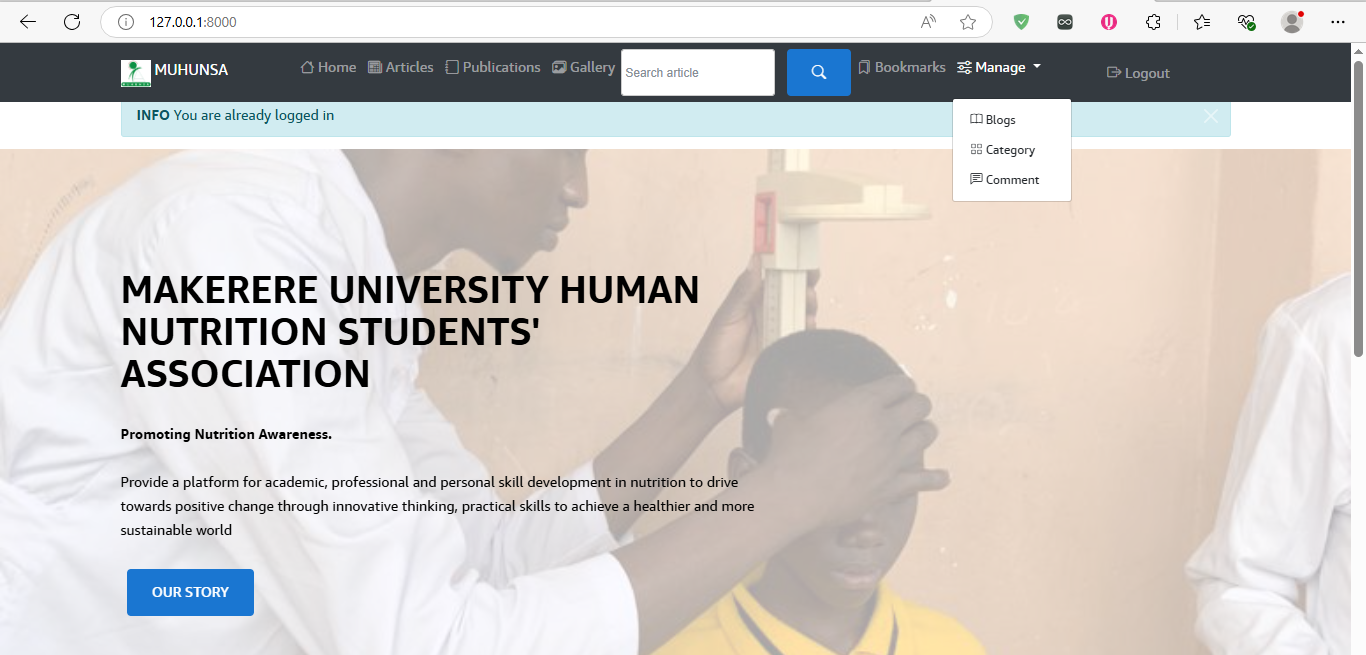 127.0.0.1:8000
MUHUNSA
Home
Articles
Publications
Gallery
Search article
Bookmarks
Manage
Logout
INFO You are already logged in
Blogs
Category
Comment
MAKERERE UNIVERSITY HUMAN
NUTRITION STUDENTS'
ASSOCIATION
Promoting Nutrition Awareness.
Provide a platform for academic, professional and personal skill development in nutrition to drive
towards positive change through innovative thinking, practical skills to achieve a healthier and more
sustainable world
OUR STORY